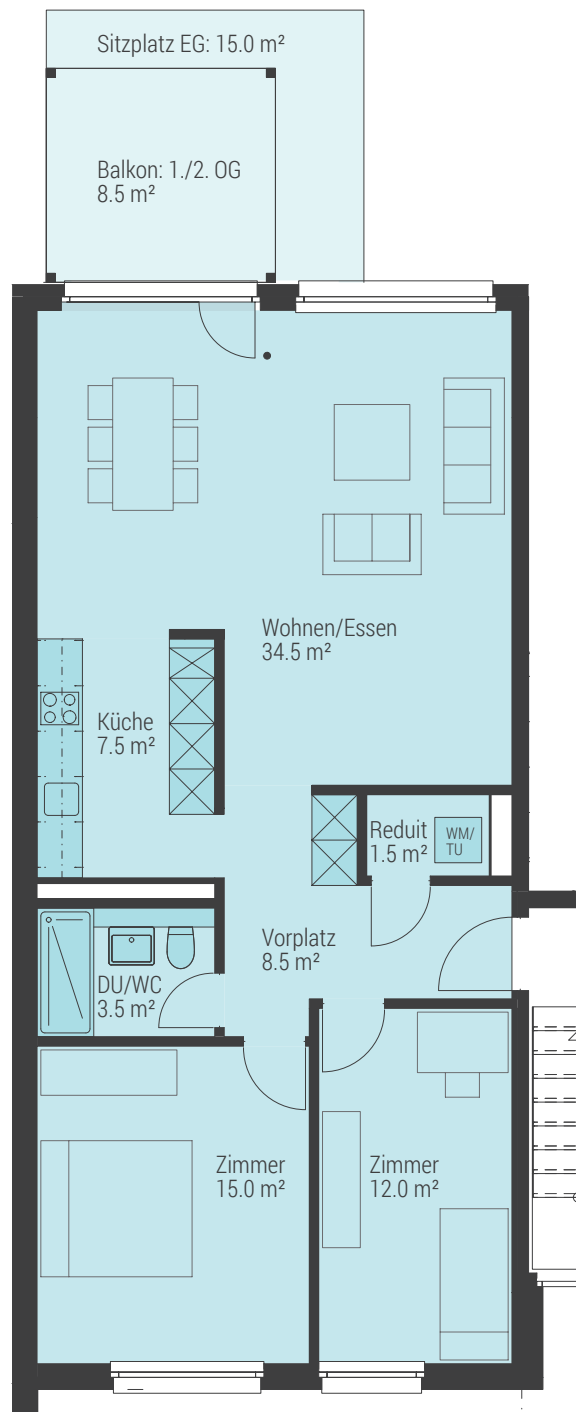 Sitzplatz EG: 15.0 m²
Balkon: 1./2. OG
8.5 m²
Wohnen/Essen
34.5 m²
Küche
7.5 m²
Reduit
1.5 m²
WM/
TU
Vorplatz
8.5 m²
DU/WC
3.5 m²
Zimmer
15.0 m²
Zimmer
12.0 m²